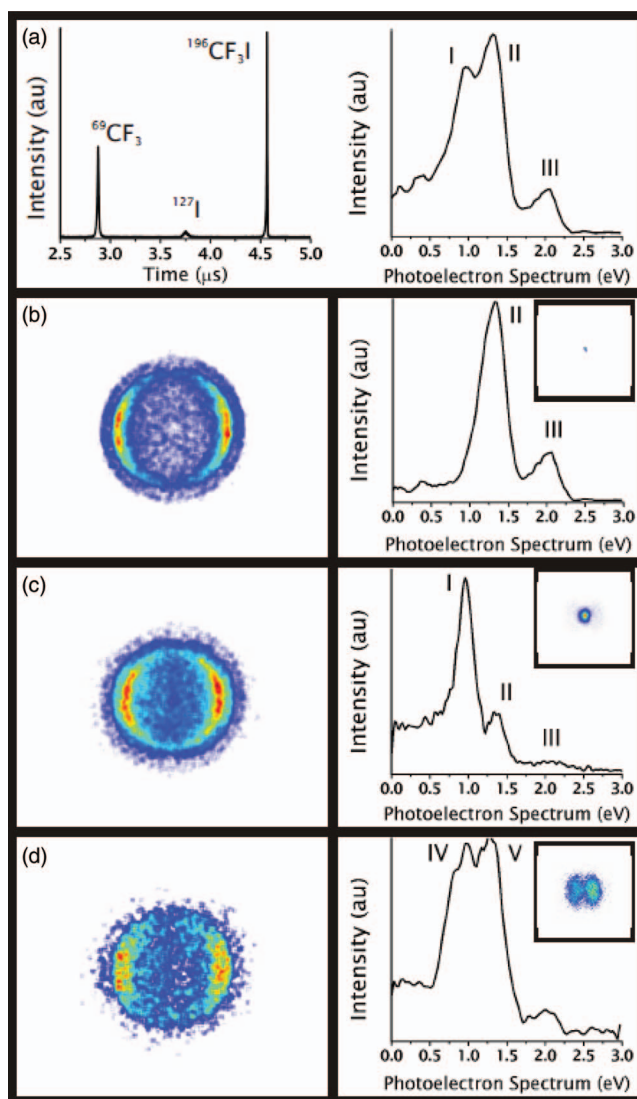 (a)
Intensity (au)
⁶⁹CF₃
¹²⁷I
¹⁹⁶CF₃I
2.5 3.0 3.5 4.0 4.5 5.0
Time (μs)
Intensity (au)
I
II
III
0.0 0.5 1.0 1.5 2.0 2.5 3.0
Photoelectron Spectrum (eV)
(b)
Intensity (au)
II
III
0.0 0.5 1.0 1.5 2.0 2.5 3.0
Photoelectron Spectrum (eV)
(c)
Intensity (au)
I
II
III
0.0 0.5 1.0 1.5 2.0 2.5 3.0
Photoelectron Spectrum (eV)
(d)
Intensity (au)
IV
V
0.0 0.5 1.0 1.5 2.0 2.5 3.0
Photoelectron Spectrum (eV)